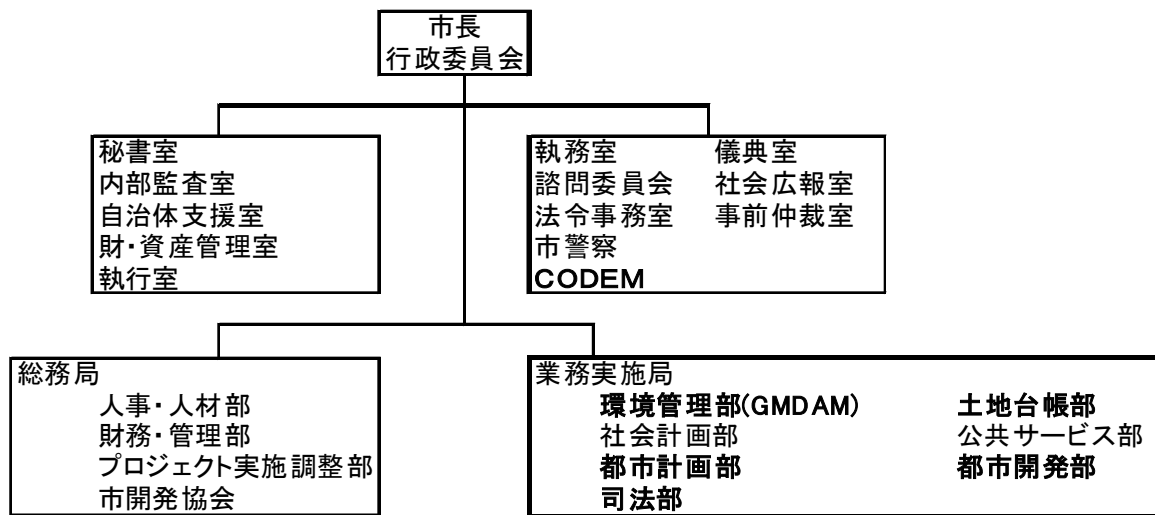 市長
行政委員会
秘書室
内部監査室
自治体支援室
財・資産管理室
執行室
執務室 儀典室
諮問委員会 社会広報室
法令事務室 事前仲裁室
市警察
CODEM
総務局
人事・人材部
財務・管理部
プロジェクト実施調整部
市開発協会
業務実施局
環境管理部(GMDAM) 土地台帳部
社会計画部 公共サービス部
都市計画部 都市開発部
司法部